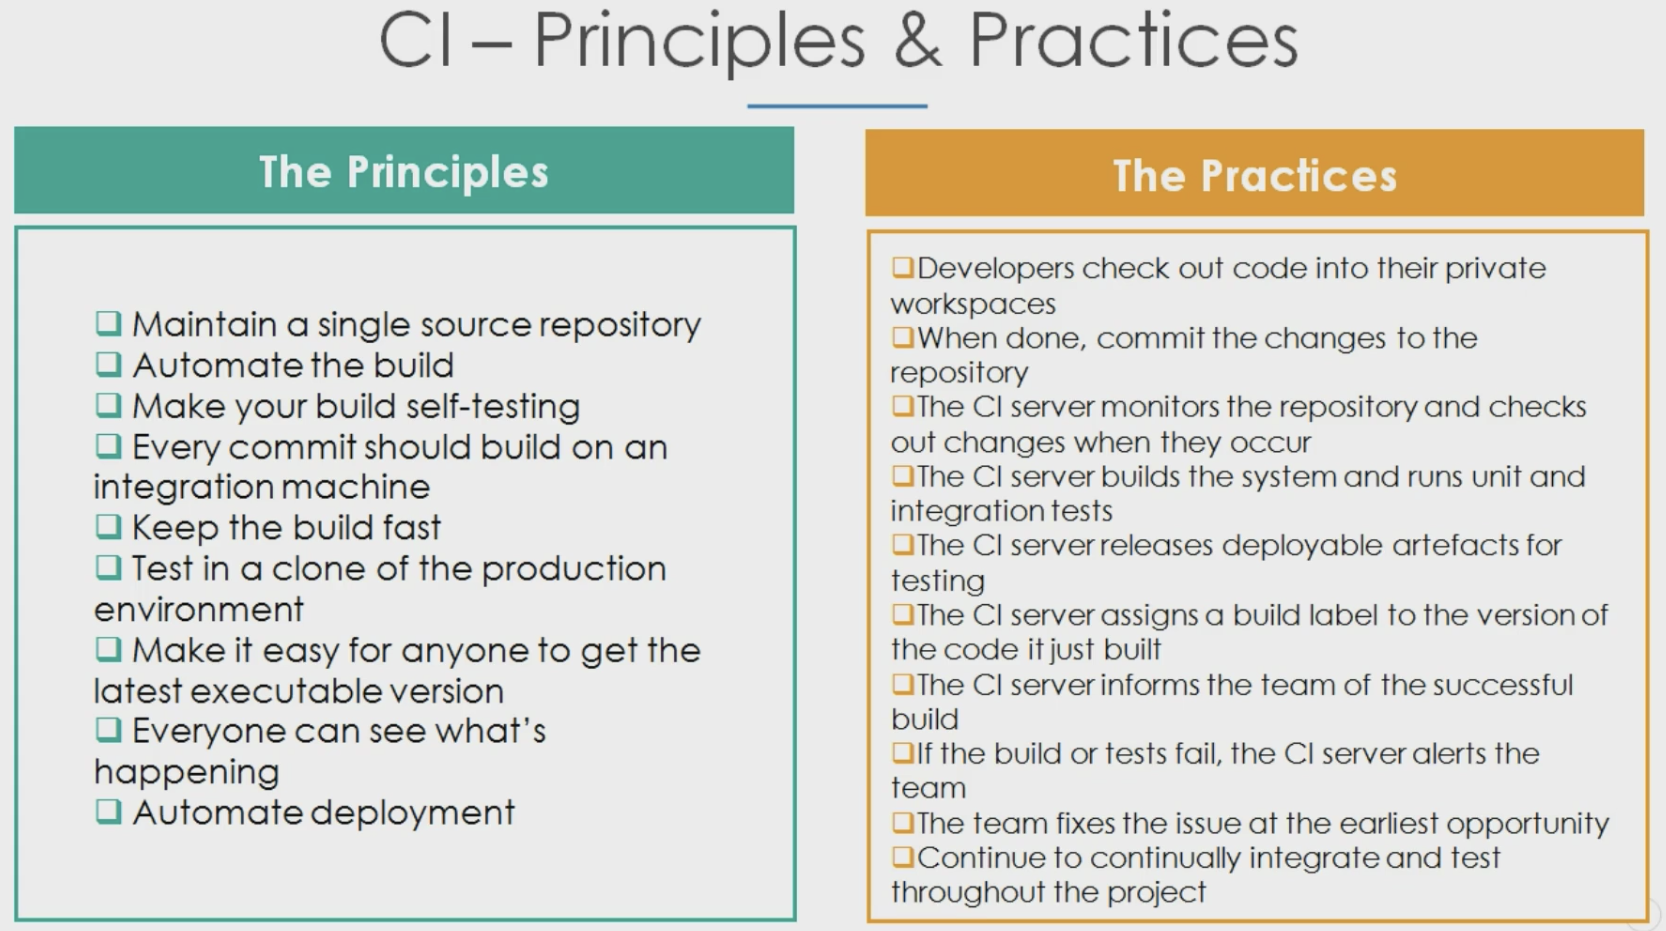 CI – Principles & Practices
The Principles
❑ Maintain a single source repository
❑ Automate the build
❑ Make your build self-testing
❑ Every commit should build on an
integration machine
❑ Keep the build fast
❑ Test in a clone of the production
environment
❑ Make it easy for anyone to get the
latest executable version
❑ Everyone can see what’s
happening
❑ Automate deployment
The Practices
❑Developers check out code into their private
workspaces
❑When done, commit the changes to the
repository
❑The CI server monitors the repository and checks
out changes when they occur
❑The CI server builds the system and runs unit and
integration tests
❑The CI server releases deployable artefacts for
testing
❑The CI server assigns a build label to the version of
the code it just built
❑The CI server informs the team of the successful
build
❑If the build or tests fail, the CI server alerts the
team
❑The team fixes the issue at the earliest opportunity
❑Continue to continually integrate and test
throughout the project